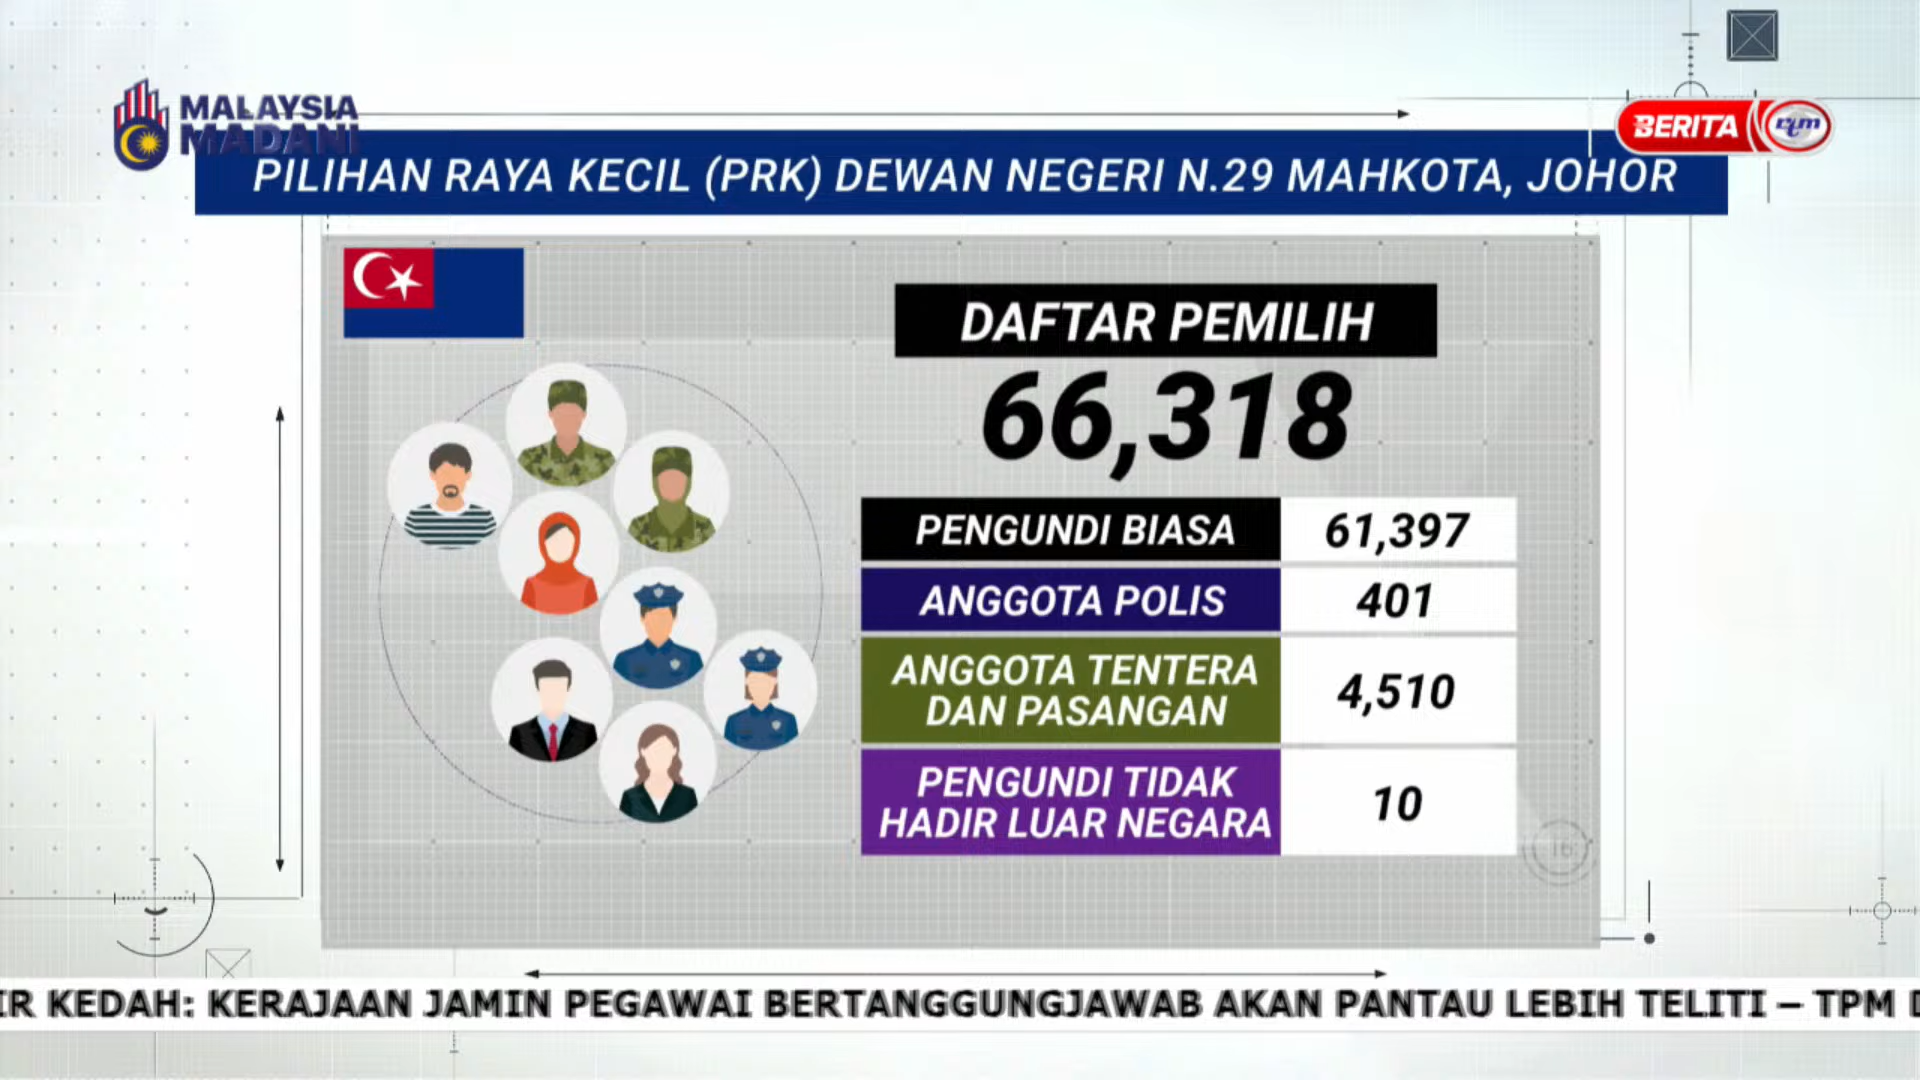 MALAYSIA
MADANI
BERITA rtm
PILIHAN RAYA KECIL (PRK) DEWAN NEGERI N.29 MAHKOTA, JOHOR
DAFTAR PEMILIH
66,318
PENGUNDI BIASA 61,397
ANGGOTA POLIS 401
ANGGOTA TENTERA
DAN PASANGAN 4,510
PENGUNDI TIDAK
HADIR LUAR NEGARA 10
16
IR KEDAH: KERAJAAN JAMIN PEGAWAI BERTANGGUNGJAWAB AKAN PANTAU LEBIH TELITI – TPM D